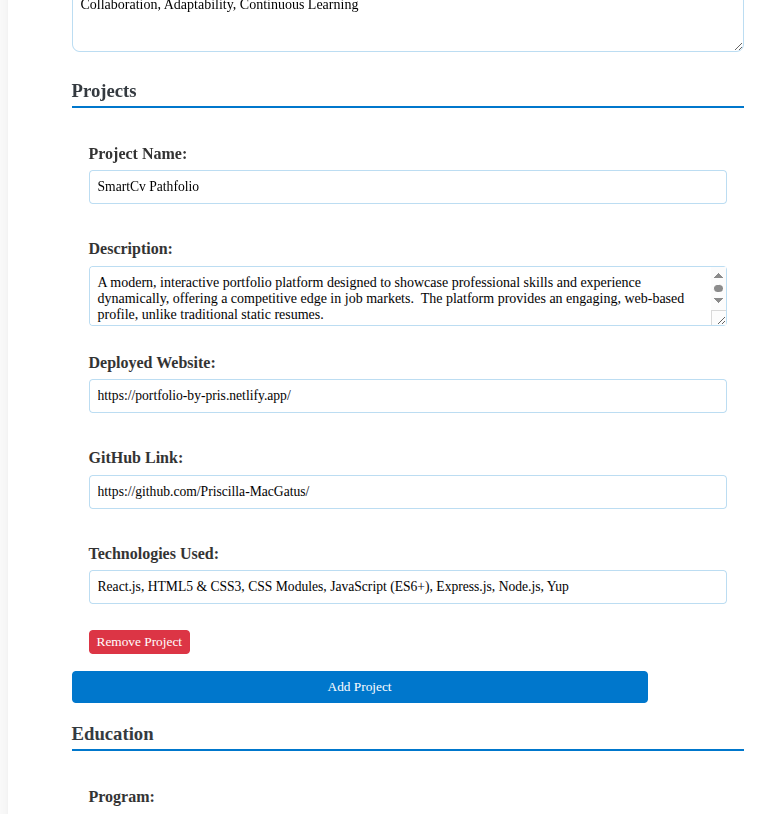 Collaboration, Adaptability, Continuous Learning
Projects
Project Name:
SmartCv Pathfolio
Description:
A modern, interactive portfolio platform designed to showcase professional skills and experience
dynamically, offering a competitive edge in job markets.  The platform provides an engaging, web-based
profile, unlike traditional static resumes.
Deployed Website:
https://portfolio-by-pris.netlify.app/
GitHub Link:
https://github.com/Priscilla-MacGatus/
Technologies Used:
React.js, HTML5 & CSS3, CSS Modules, JavaScript (ES6+), Express.js, Node.js, Yup
Remove Project
Add Project
Education
Program: